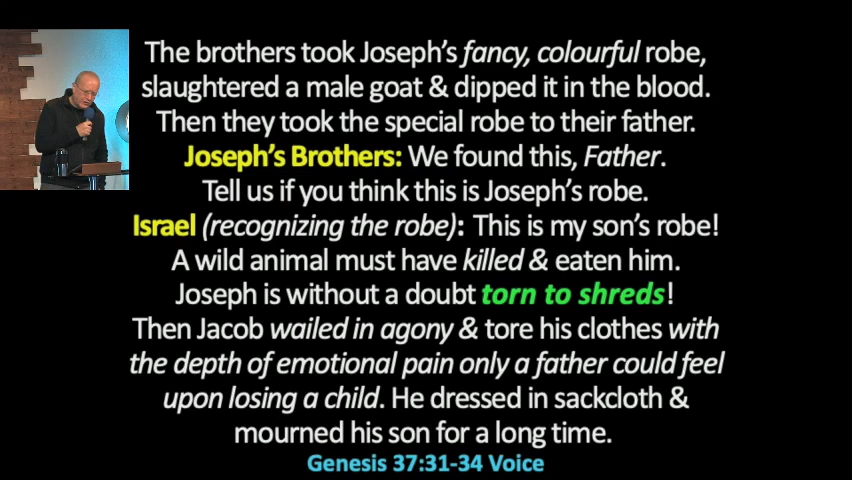 The brothers took Joseph's fancy, colourful robe,
slaughtered a male goat & dipped it in the blood.
Then they took the special robe to their father.
Joseph's Brothers: We found this, Father.
Tell us if you think this is Joseph's robe.
Israel (recognizing the robe): This is my son's robe!
A wild animal must have killed & eaten him.
Joseph is without a doubt torn to shreds!
Then Jacob wailed in agony & tore his clothes with
the depth of emotional pain only a father could feel
upon losing a child. He dressed in sackcloth &
mourned his son for a long time.
Genesis 37:31-34 Voice